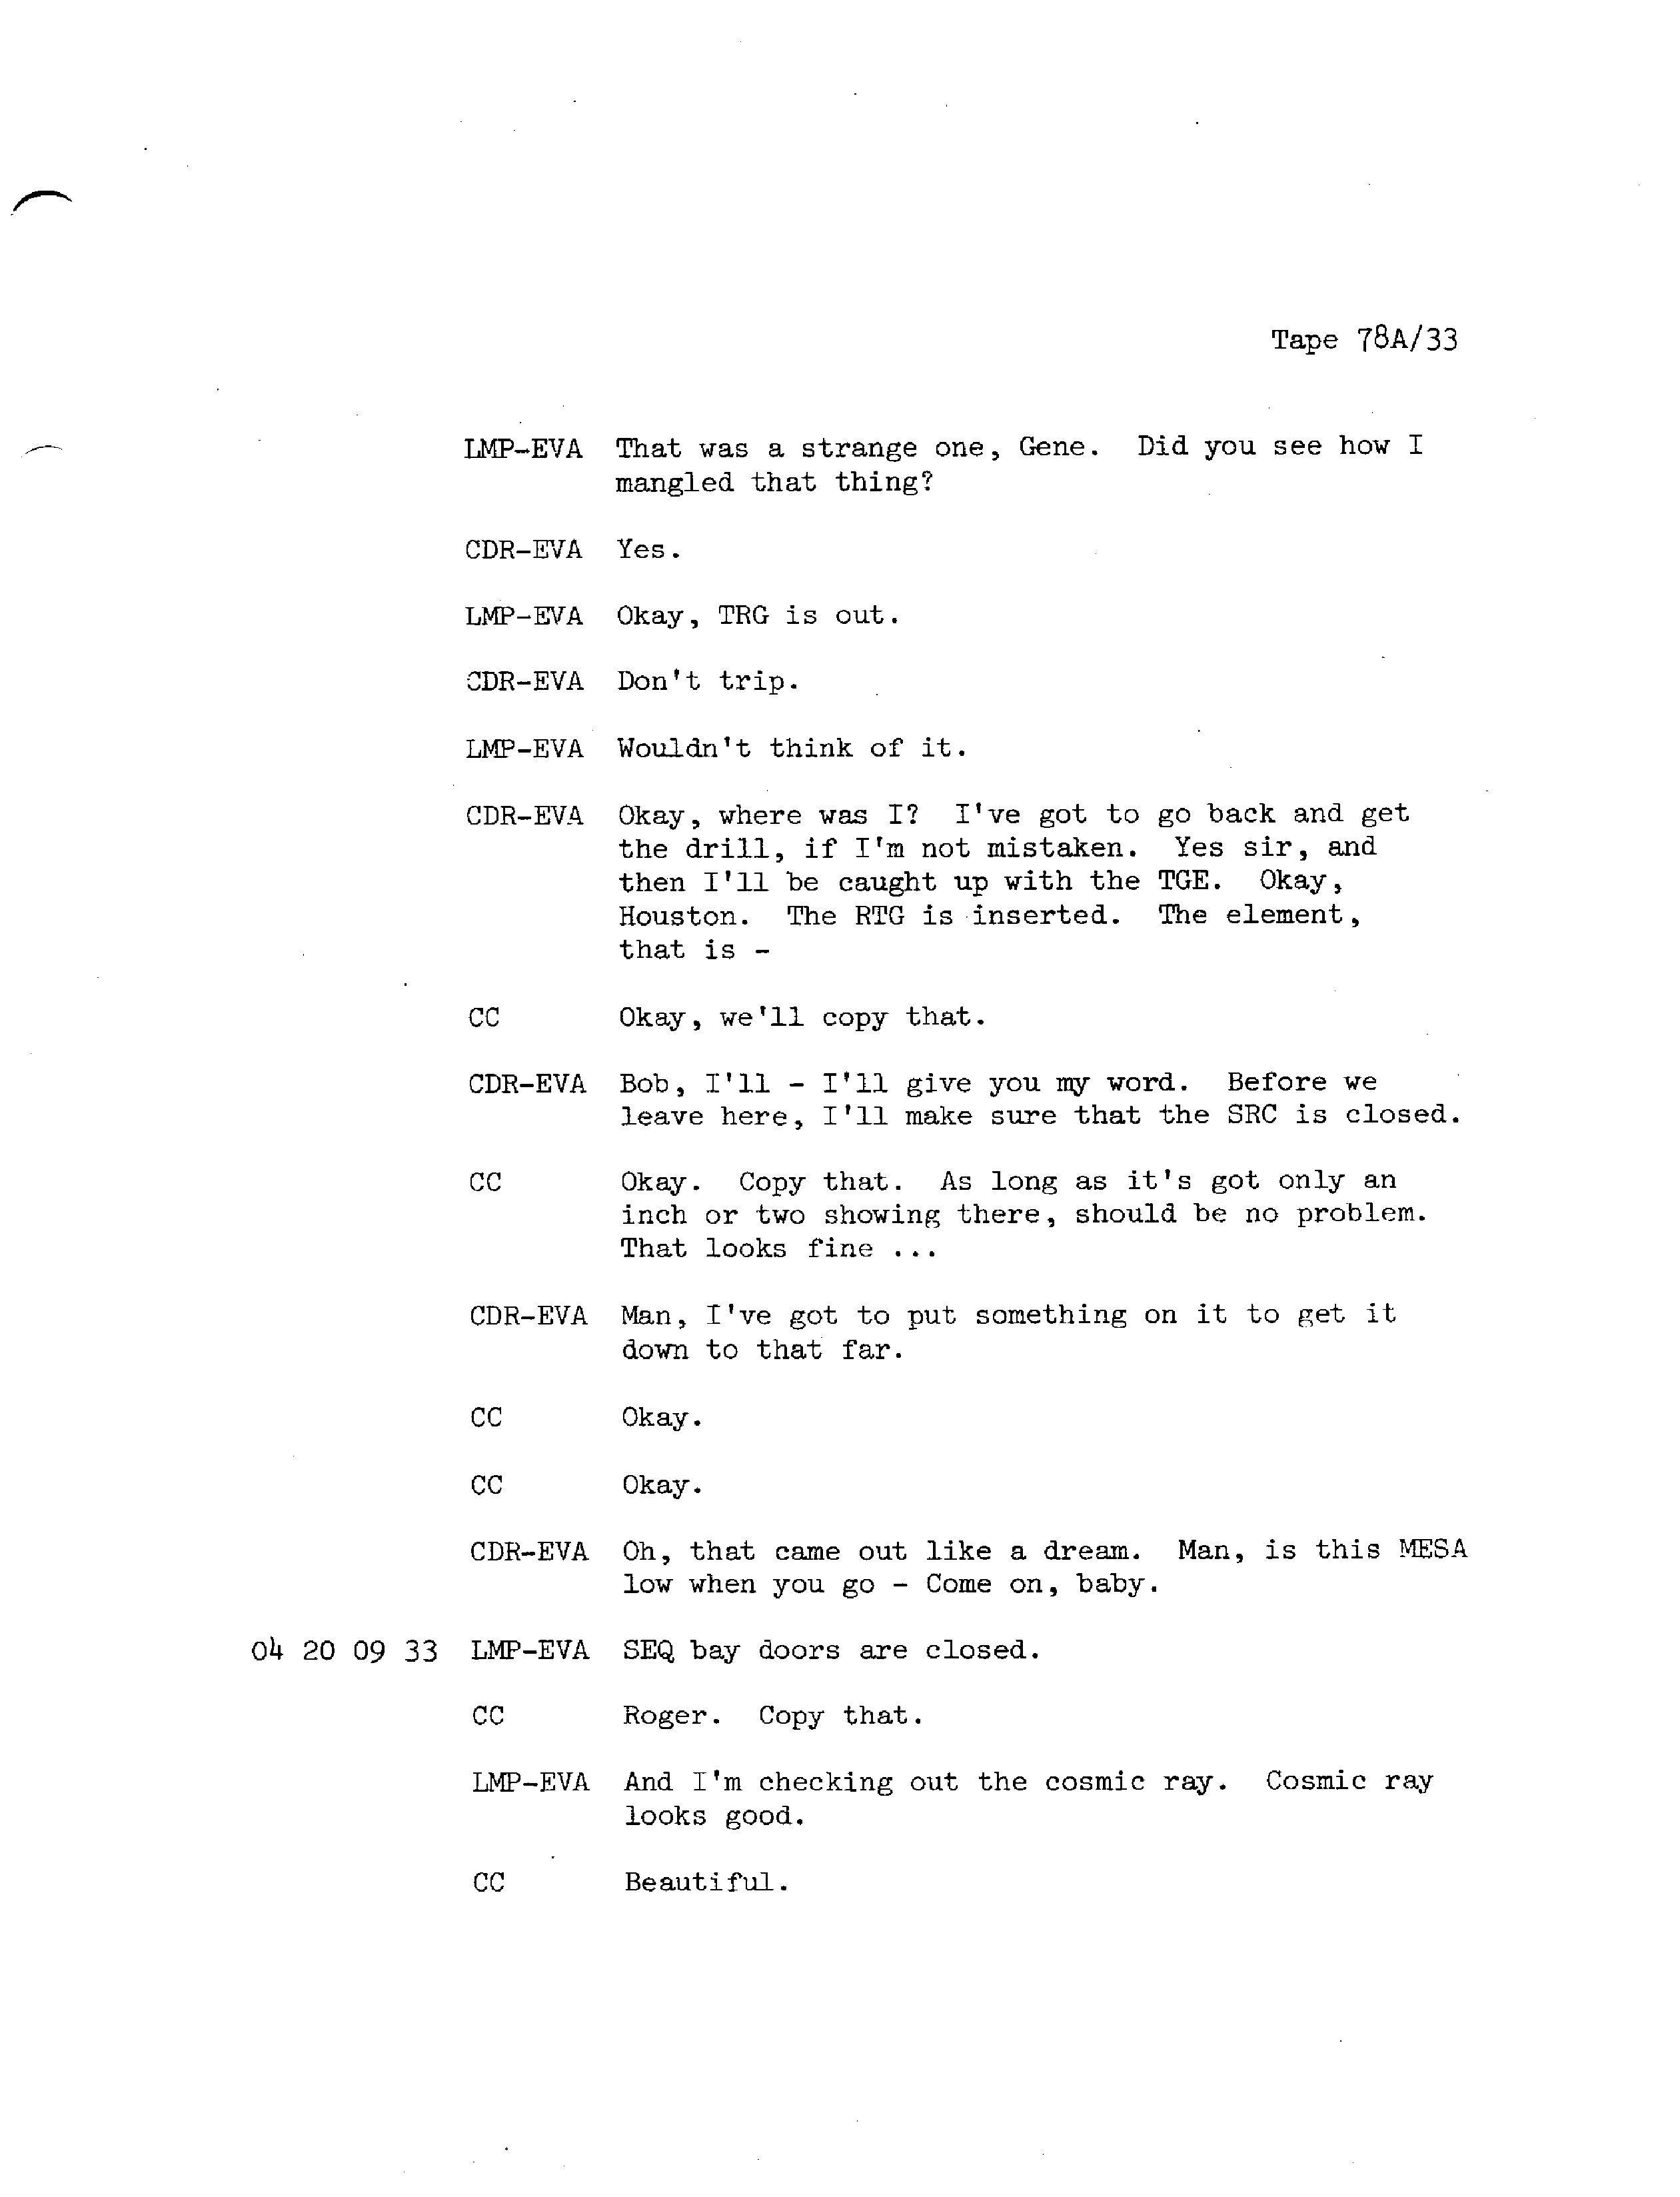 Tape 78A/33
LMP-EVA That was a strange one, Gene. Did you see how I
mangled that thing?
CDR-EVA Yes.
LMP-EVA Okay, TRG is out.
CDR-EVA Don't trip.
LMP-EVA Wouldn't think of it.
CDR-EVA Okay, where was I? I've got to go back and get
the drill, if I'm not mistaken. Yes sir, and
then I'll be caught up with the TGE. Okay,
Houston. The RTG is inserted. The element,
that is -
CC Okay, we'll copy that.
CDR-EVA Bob, I'll - I'll give you my word. Before we
leave here, I'll make sure that the SRC is closed.
CC Okay. Copy that. As long as it's got only an
inch or two showing there, should be no problem.
That looks fine ...
CDR-EVA Man, I've got to put something on it to get it
down to that far.
CC Okay.
CC Okay.
CDR-EVA Oh, that came out like a dream. Man, is this MESA
low when you go - Come on, baby.
04 20 09 33 LMP-EVA SEQ bay doors are closed.
CC Roger. Copy that.
LMP-EVA And I'm checking out the cosmic ray. Cosmic ray
looks good.
CC Beautiful.